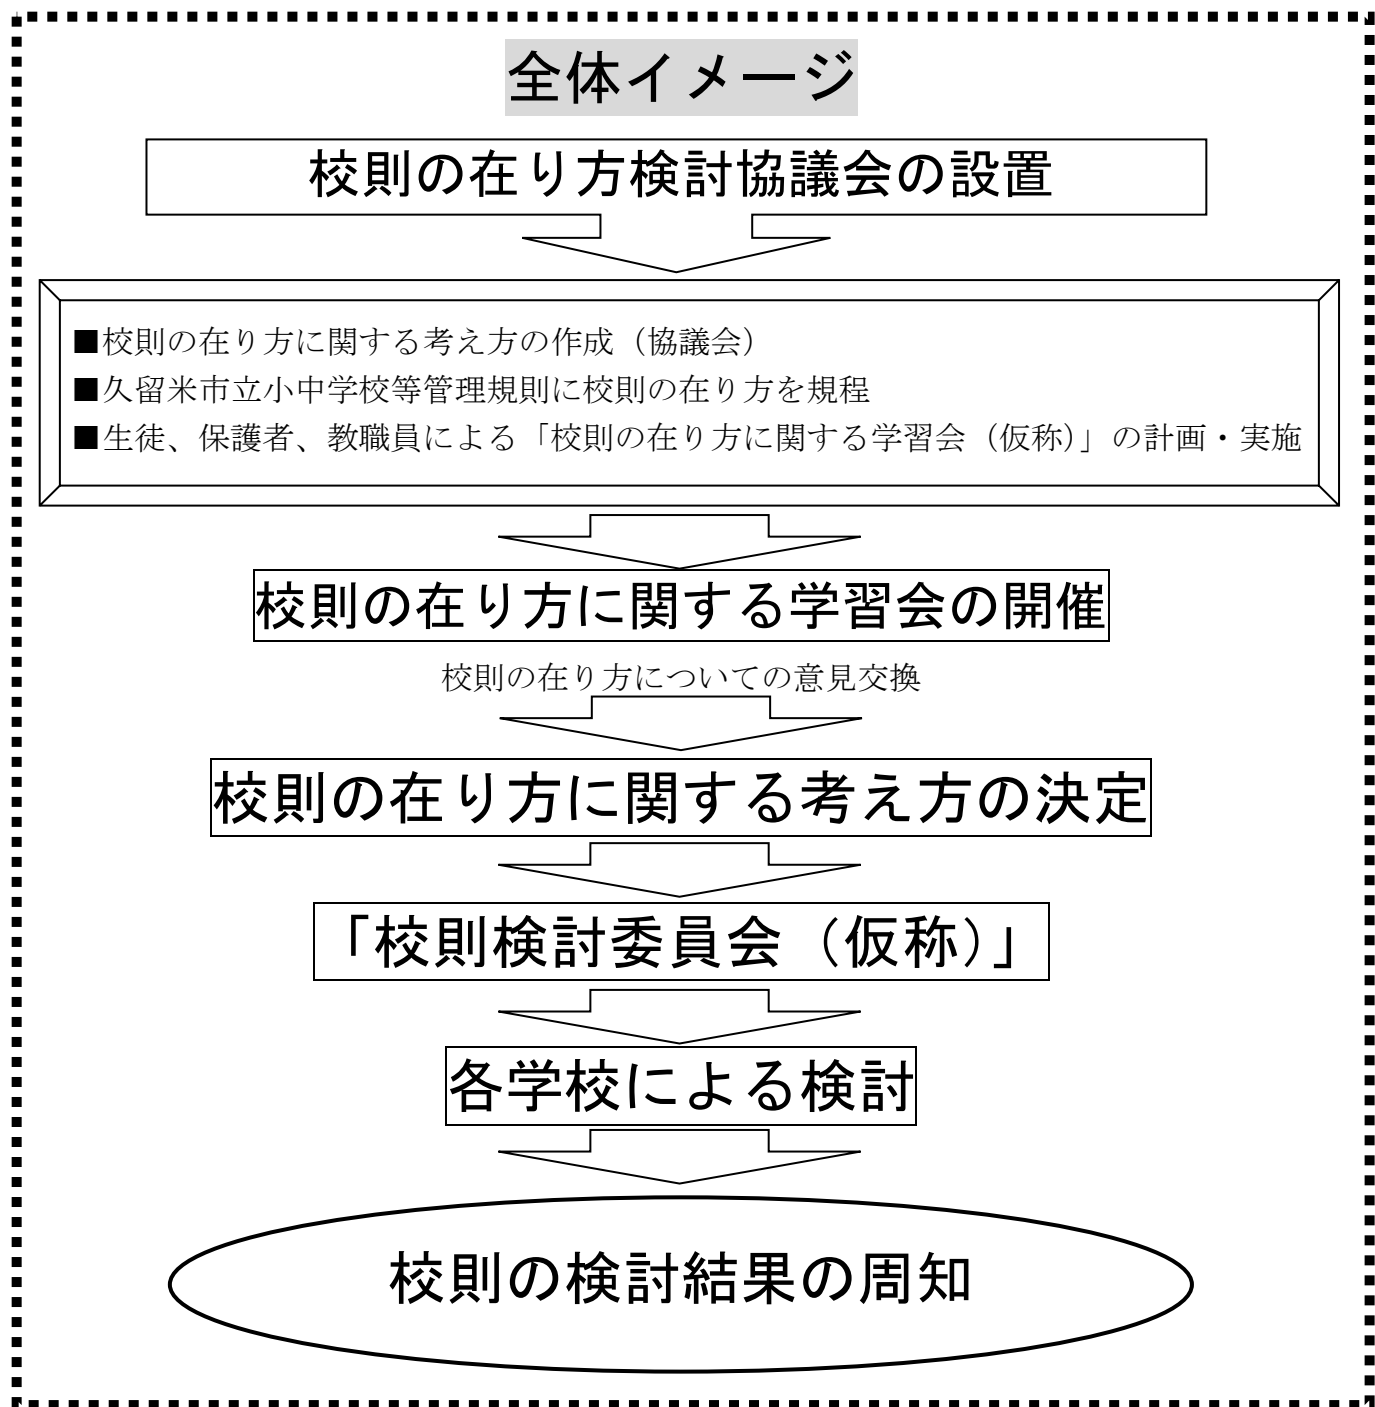 全体イメージ
校則の在り方検討協議会の設置
■校則の在り方に関する考え方の作成（協議会）
■久留米市立小中学校等管理規則に校則の在り方を規程
■生徒、保護者、教職員による「校則の在り方に関する学習会（仮称）」の計画・実施
校則の在り方に関する学習会の開催
校則の在り方についての意見交換
校則の在り方に関する考え方の決定
「校則検討委員会（仮称）」
各学校による検討
校則の検討結果の周知